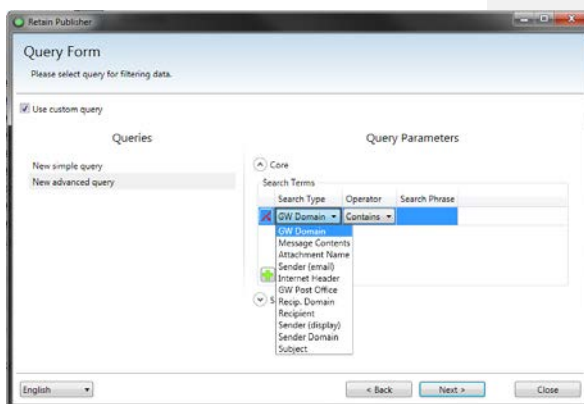 Retain Publisher
Query Form
Please select query for filtering data.
Use custom query
Queries
Query Parameters
New simple query
New advanced query
Core
Search Terms
Search Type Operator Search Phrase
GW Domain Contains
GW Domain
Message Contents
Attachment Name
Sender (email)
Internet Header
GW Post Office
S
Recip. Domain
Recipient
Sender (display)
Sender Domain
Subject
English
< Back
Next >
Close